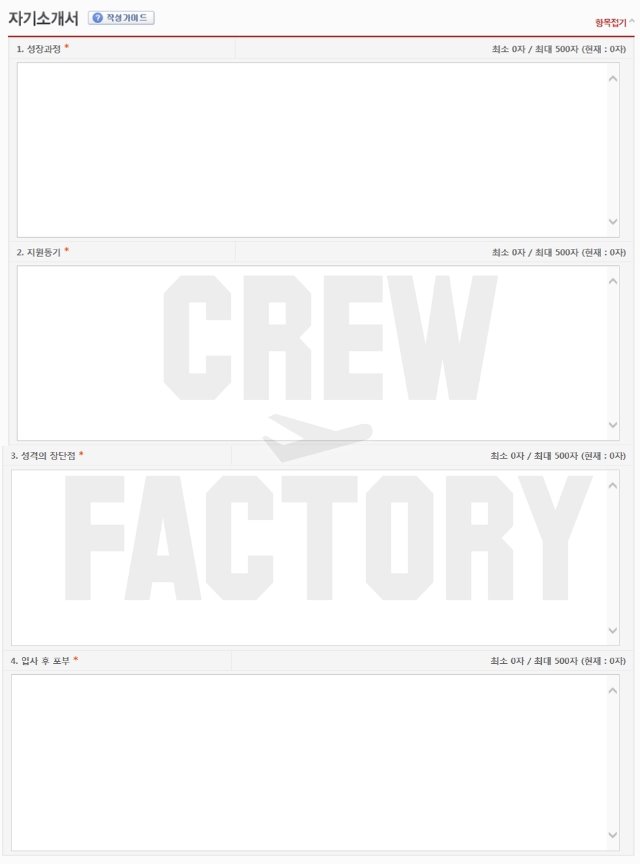 자기소개서 ? 작성가이드 항목접기
1. 성장과정 * 최소 0자 / 최대 500자 (현재 : 0자)
2. 지원동기 * 최소 0자 / 최대 500자 (현재 : 0자)
CREW
3. 성격의 장단점 * 최소 0자 / 최대 500자 (현재 : 0자)
FACTORY
4. 입사 후 포부 * 최소 0자 / 최대 500자 (현재 : 0자)